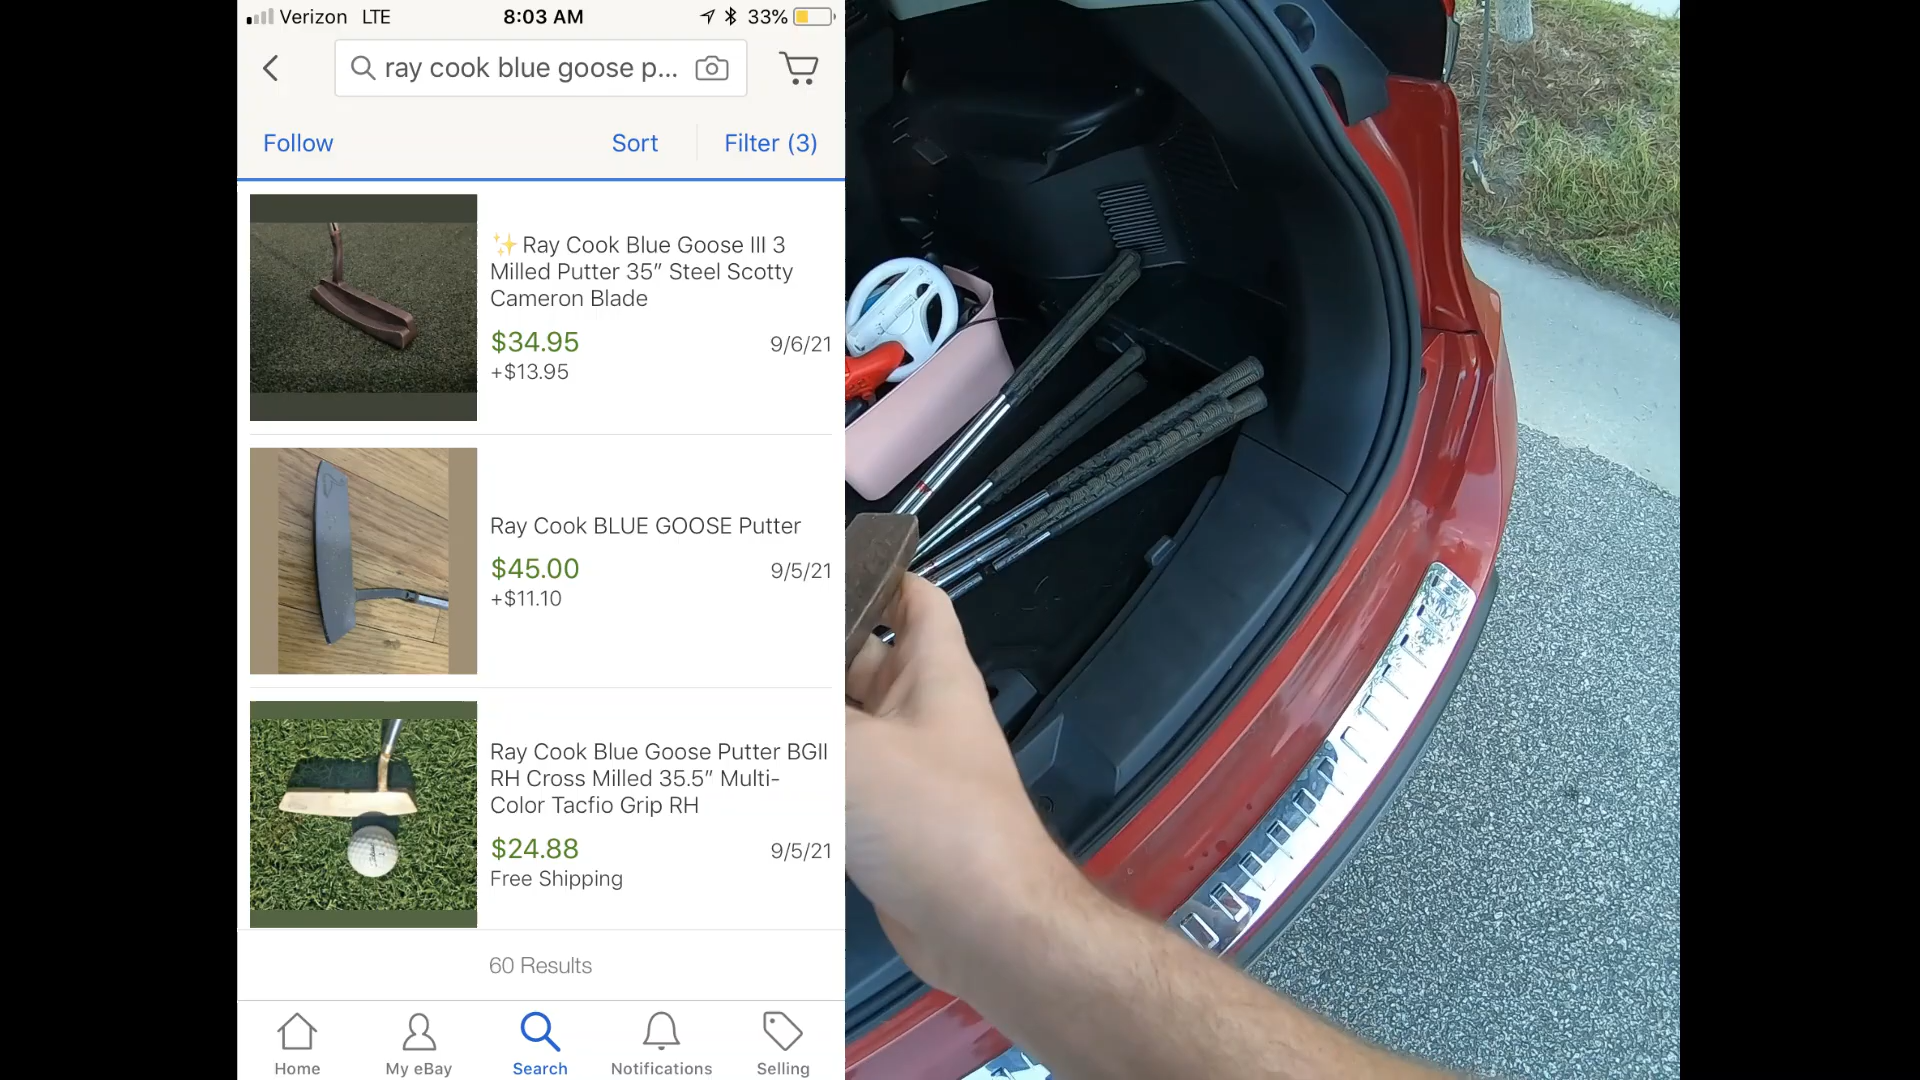 Verizon LTE 8:03 AM 33%
ray cook blue goose p...
Follow Sort Filter (3)
✨ Ray Cook Blue Goose III 3
Milled Putter 35″ Steel Scotty
Cameron Blade
$34.95 9/6/21
+$13.95
Ray Cook BLUE GOOSE Putter
$45.00 9/5/21
+$11.10
Ray Cook Blue Goose Putter BGII
RH Cross Milled 35.5″ Multi-
Color Tacfio Grip RH
$24.88 9/5/21
Free Shipping
60 Results
Home My eBay Search Notifications Selling